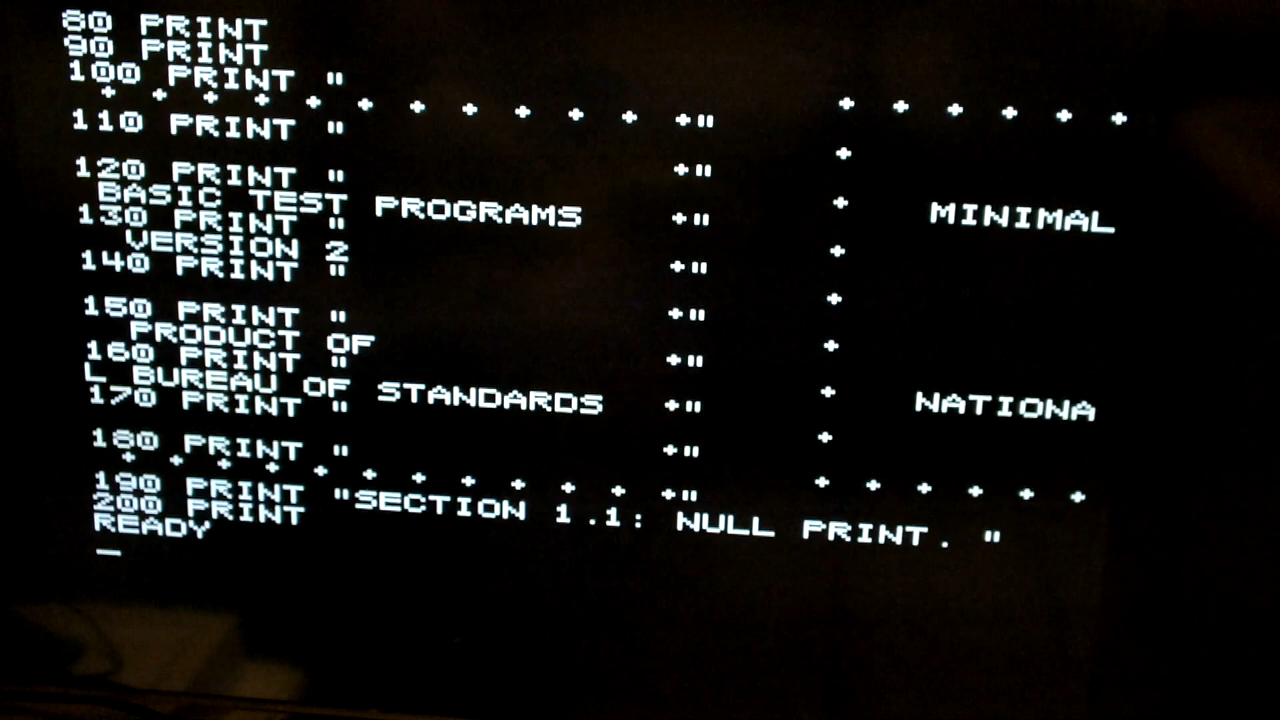 80 PRINT
90 PRINT
100 PRINT " + + + + + +
+ + + + + + + + + + + +"
110 PRINT " +
+"
120 PRINT " + MINIMAL
BASIC TEST PROGRAMS +"
130 PRINT " +
VERSION 2 +"
140 PRINT " +
+"
150 PRINT " +
PRODUCT OF +"
160 PRINT " + NATIONA
L BUREAU OF STANDARDS +"
170 PRINT " +
+"
180 PRINT " + + + + + +
+ + + + + + + + + + + +"
190 PRINT "SECTION 1.1: NULL PRINT. "
200 PRINT
READY
_